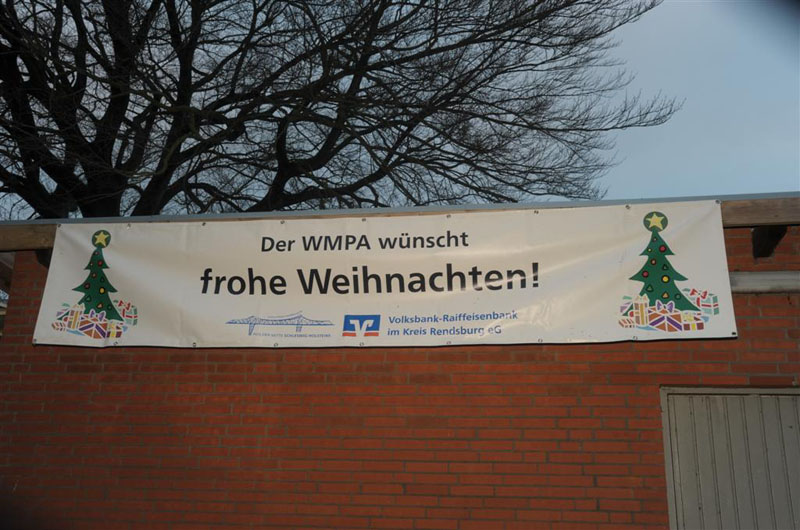 Der WMPA wünscht
frohe Weihnachten!
Volksbank-Raiffeisenbank
im Kreis Rendsburg eG